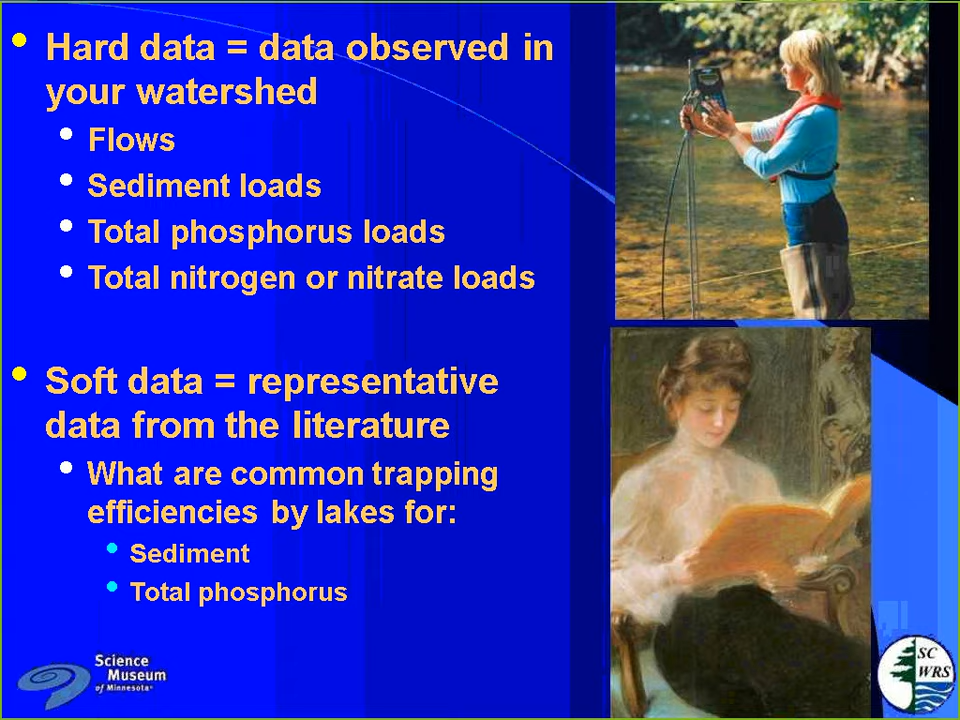 • Hard data = data observed in
your watershed
• Flows
• Sediment loads
• Total phosphorus loads
• Total nitrogen or nitrate loads
• Soft data = representative
data from the literature
• What are common trapping
efficiencies by lakes for:
• Sediment
• Total phosphorus
Science
Museum
of Minnesota®
SC
WRS